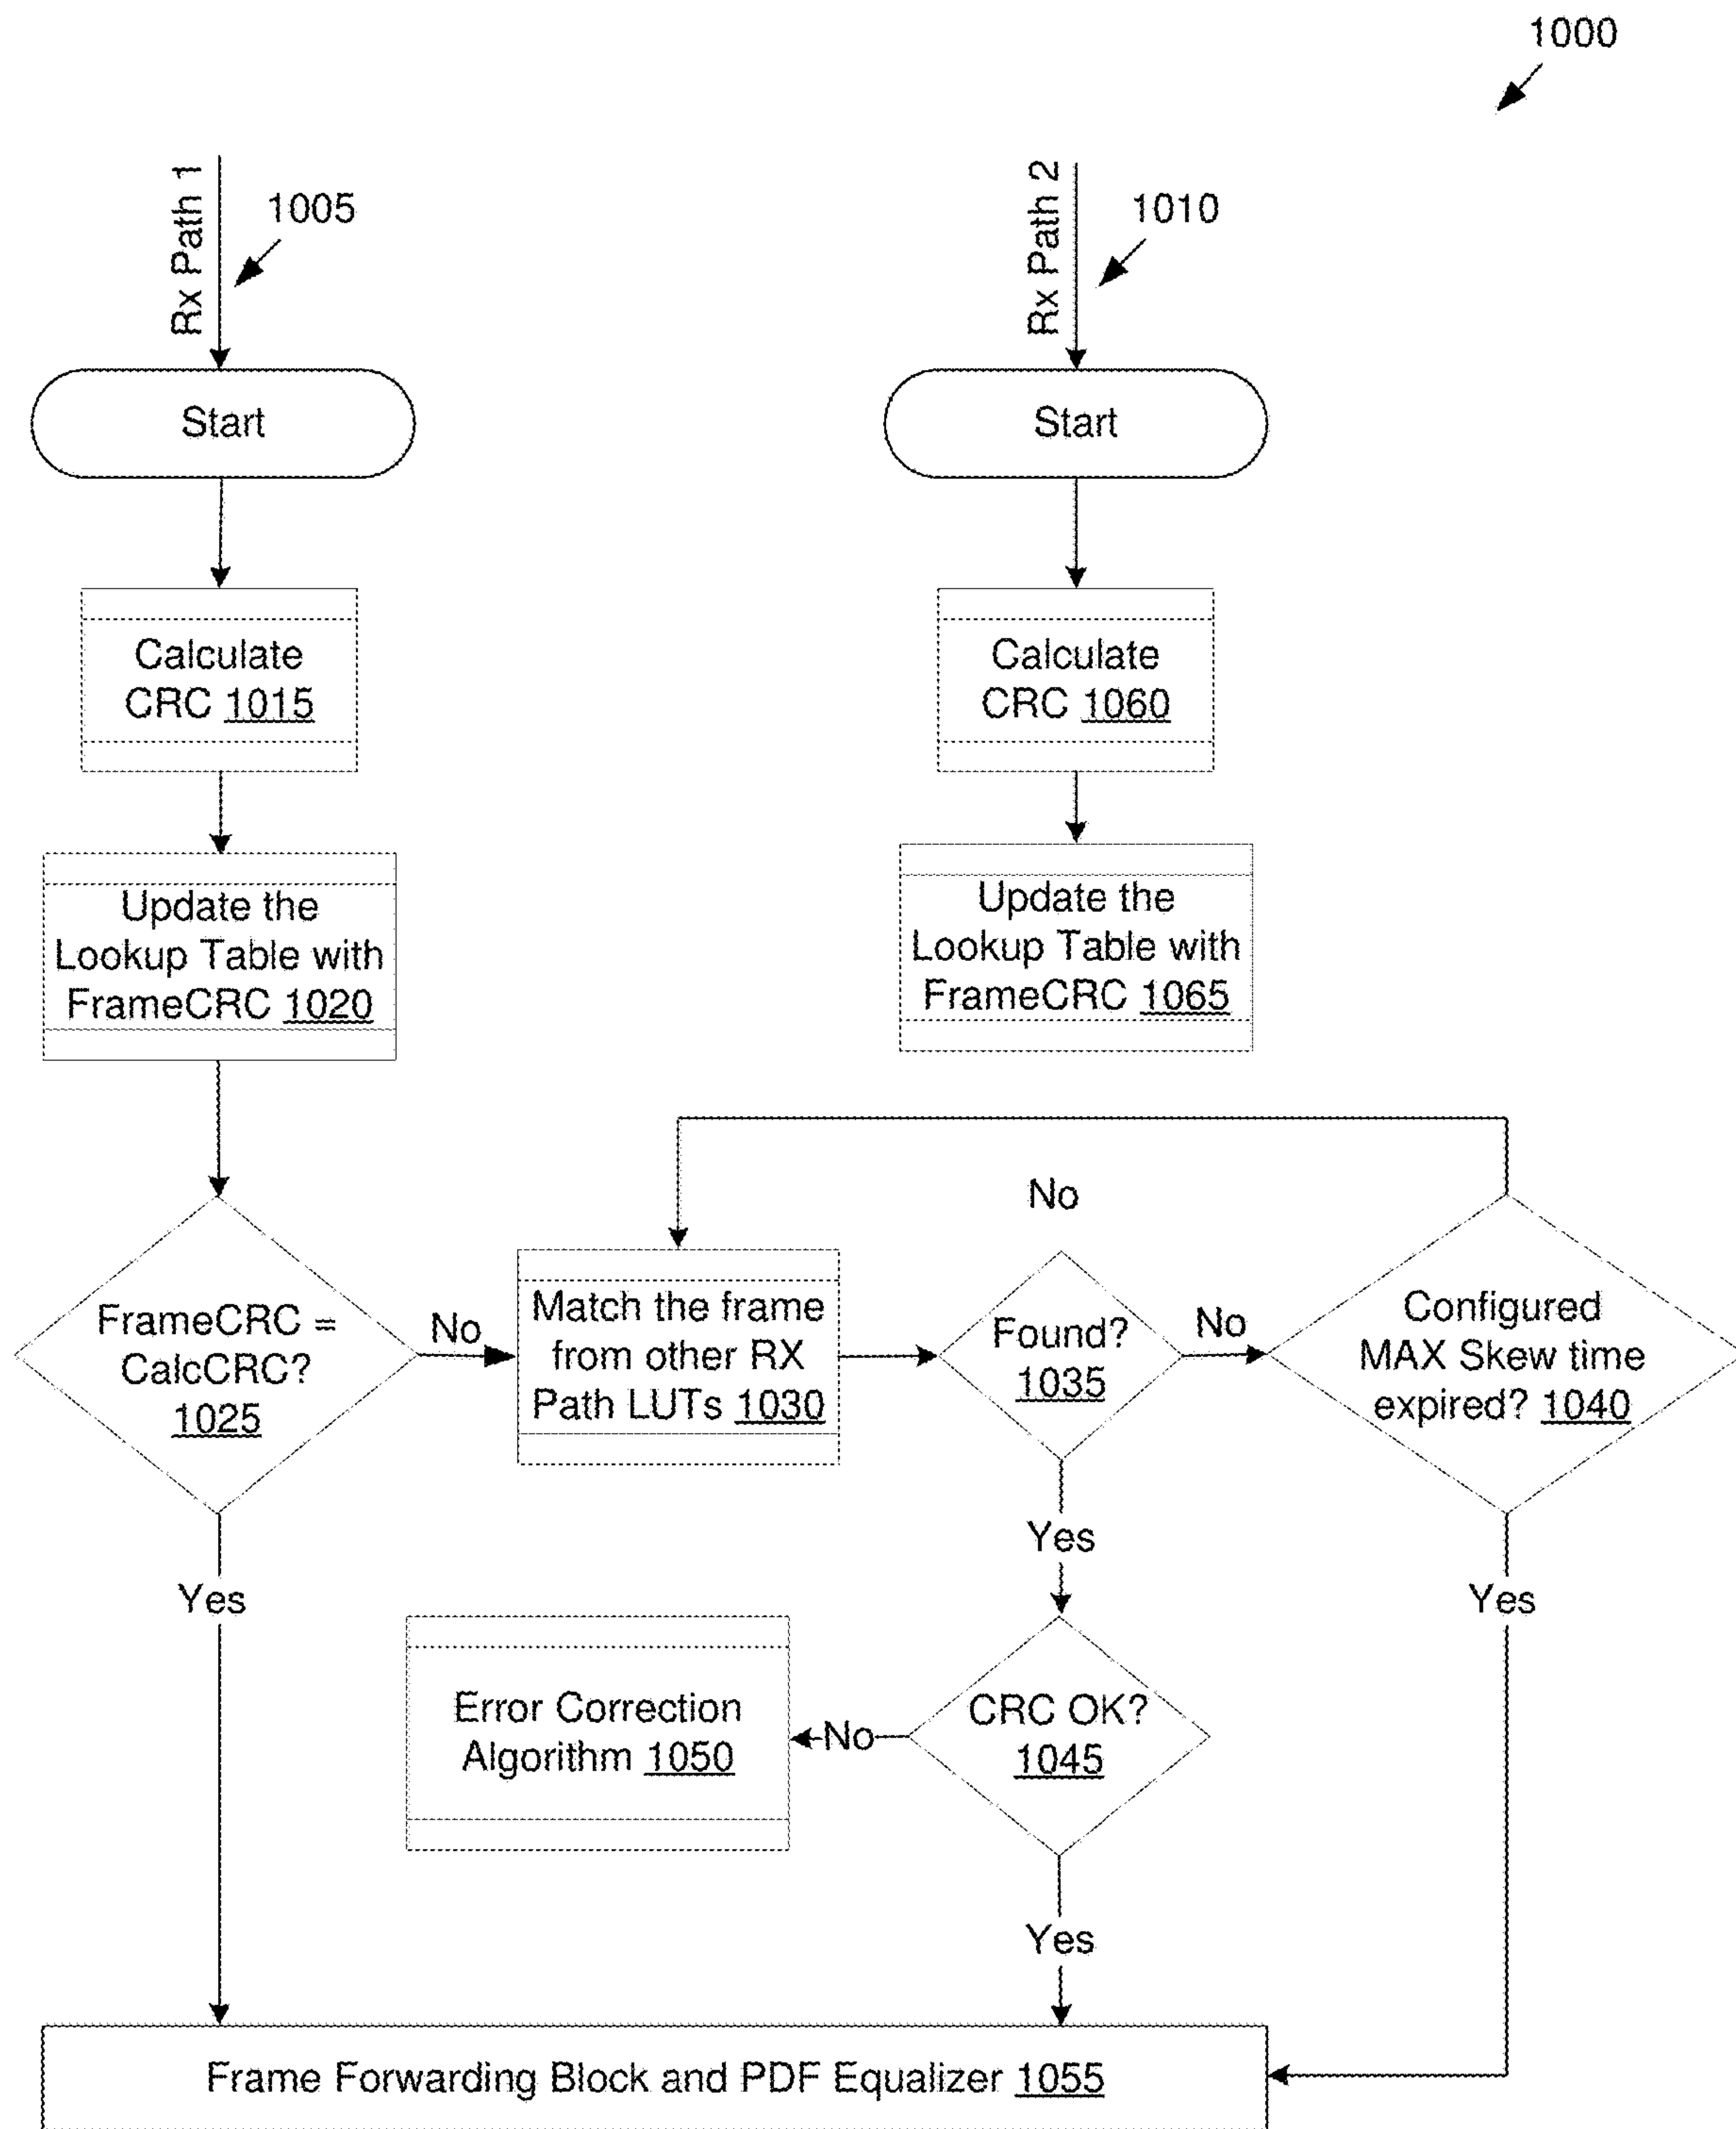 1000
Rx Path 1
1005
Rx Path 2
1010
Start
Start
Calculate
CRC 1015
Calculate
CRC 1060
Update the
Lookup Table with
FrameCRC 1020
Update the
Lookup Table with
FrameCRC 1065
FrameCRC =
CalcCRC?
1025
No
Match the frame
from other RX
Path LUTs 1030
No
Found?
1035
No
Configured
MAX Skew time
expired? 1040
Yes
Yes
Yes
Error Correction
Algorithm 1050
No
CRC OK?
1045
Yes
Frame Forwarding Block and PDF Equalizer 1055